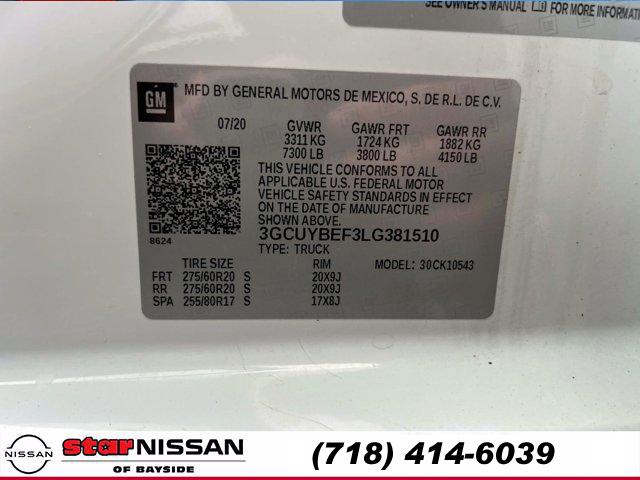 SEE OWNER'S MANUAL FOR MORE INFORMATION
GM
MFD BY GENERAL MOTORS DE MEXICO, S. DE R.L. DE C.V.
07/20 GVWR GAWR FRT GAWR RR
3311 KG 1724 KG 1882 KG
7300 LB 3800 LB 4150 LB
THIS VEHICLE CONFORMS TO ALL
APPLICABLE U.S. FEDERAL MOTOR
VEHICLE SAFETY STANDARDS IN EFFECT
ON THE DATE OF MANUFACTURE
SHOWN ABOVE.
3GCUYBEF3LG381510
8624
TYPE: TRUCK
TIRE SIZE RIM MODEL: 30CK10543
FRT 275/60R20 S 20X9J
RR 275/60R20 S 20X9J
SPA 255/80R17 S 17X8J
NISSAN
star NISSAN
OF BAYSIDE
(718) 414-6039